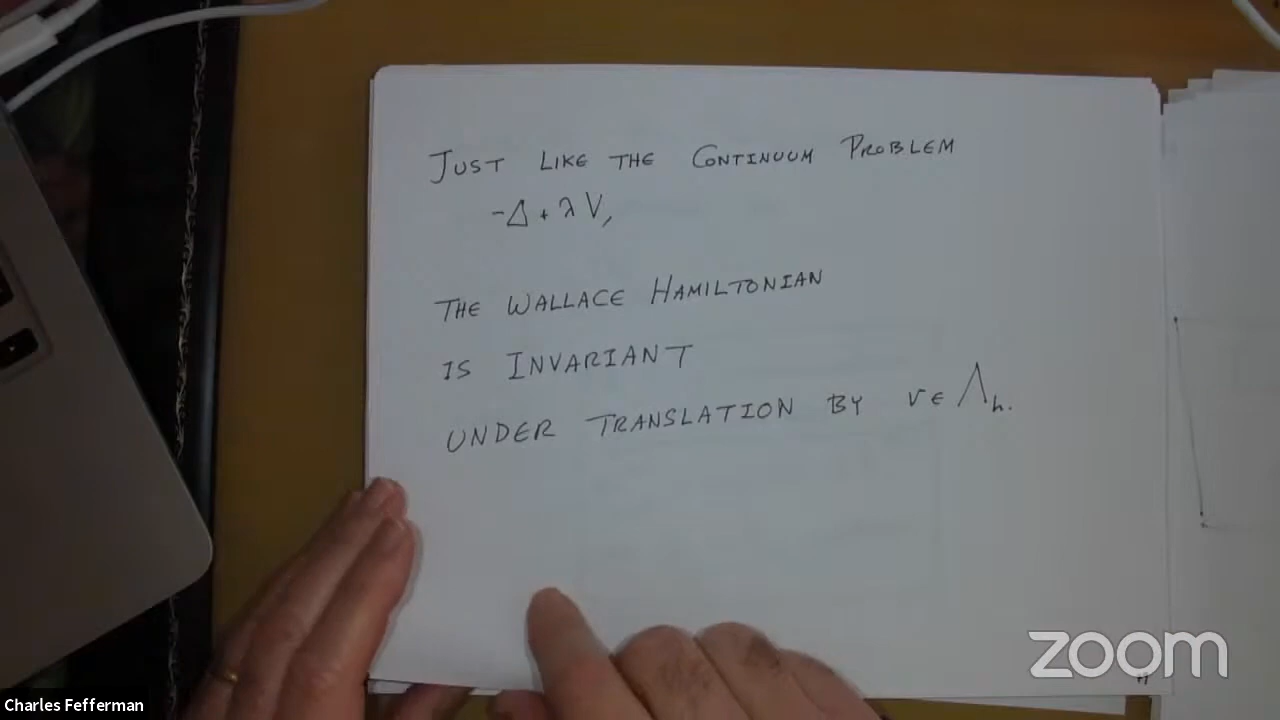 JUST LIKE THE CONTINUUM PROBLEM
-Δ + λV,
THE WALLACE HAMILTONIAN
IS INVARIANT
UNDER TRANSLATION BY v ∈ Λh.
zoom
Charles Fefferman